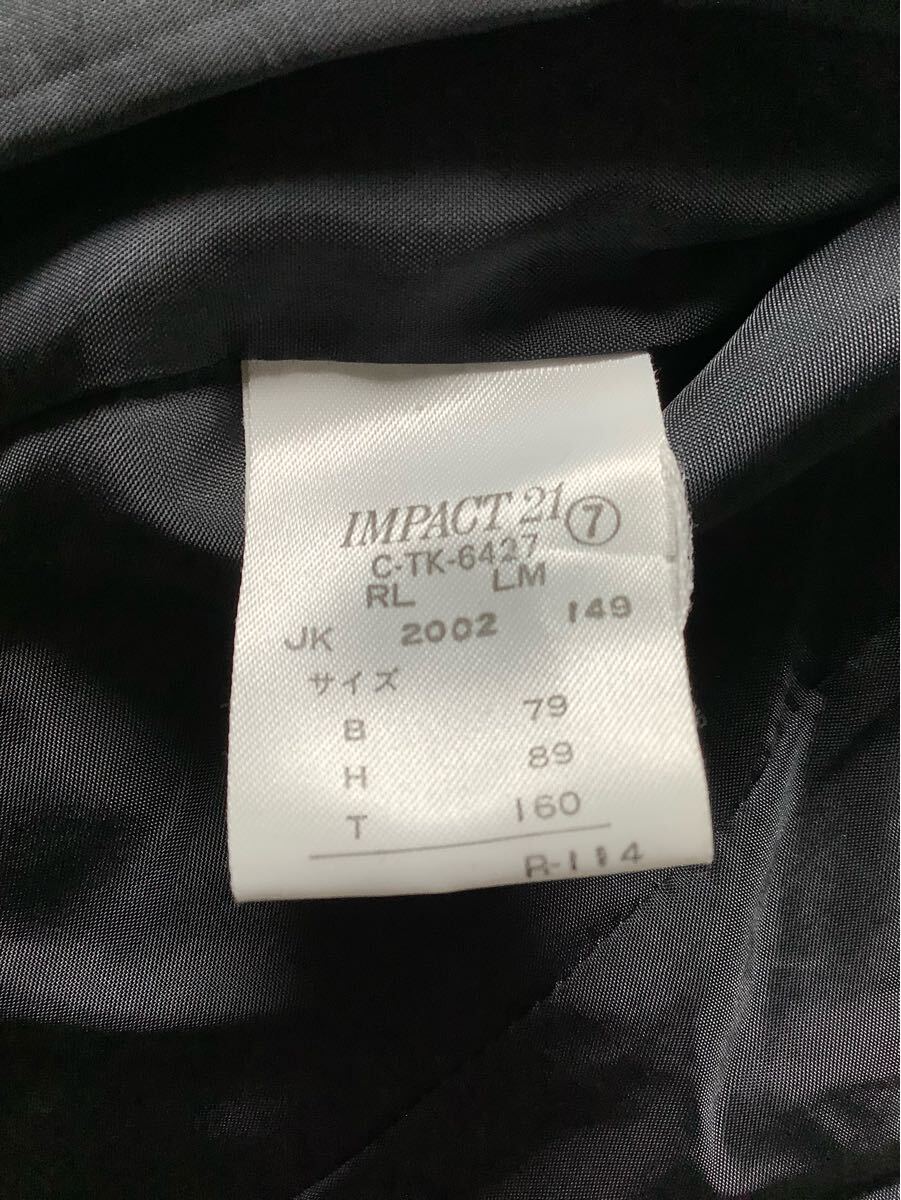 IMPACT 21 ⑦
C-TK-6427
RL LM
JK 2002 149
サイズ
B 79
H 89
T 160
R-114